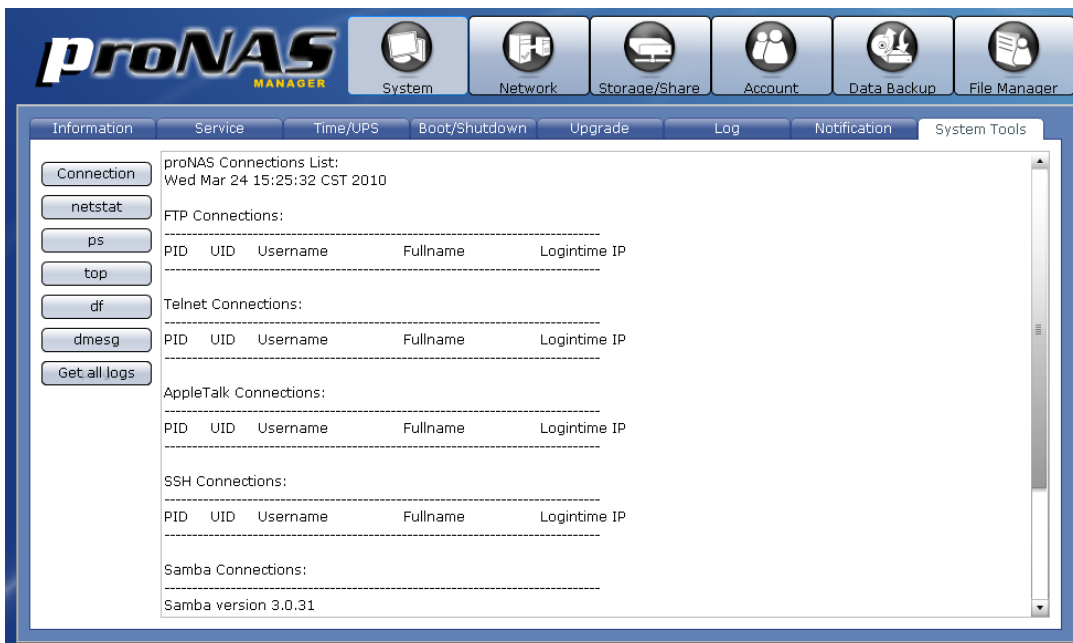 proNAS
MANAGER
System
Network
Storage/Share
Account
Data Backup
File Manager
Information
Service
Time/UPS
Boot/Shutdown
Upgrade
Log
Notification
System Tools
Connection
netstat
ps
top
df
dmesg
Get all logs
proNAS Connections List:
Wed Mar 24 15:25:32 CST 2010
FTP Connections:
--------------------------------------------------------------------------------
PID UID Username Fullname Logintime IP
--------------------------------------------------------------------------------
Telnet Connections:
--------------------------------------------------------------------------------
PID UID Username Fullname Logintime IP
--------------------------------------------------------------------------------
AppleTalk Connections:
--------------------------------------------------------------------------------
PID UID Username Fullname Logintime IP
--------------------------------------------------------------------------------
SSH Connections:
--------------------------------------------------------------------------------
PID UID Username Fullname Logintime IP
--------------------------------------------------------------------------------
Samba Connections:
--------------------------------------------------------------------------------
Samba version 3.0.31